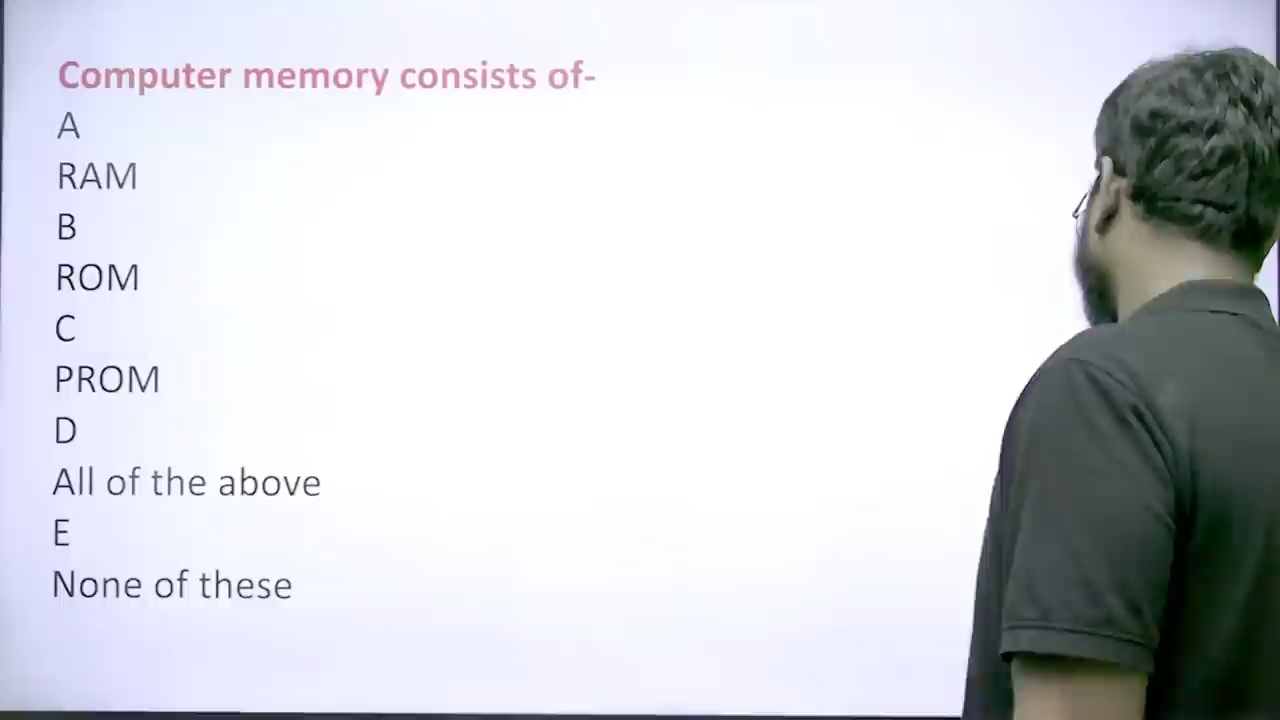 Computer memory consists of-
A
RAM
B
ROM
C
PROM
D
All of the above
E
None of these